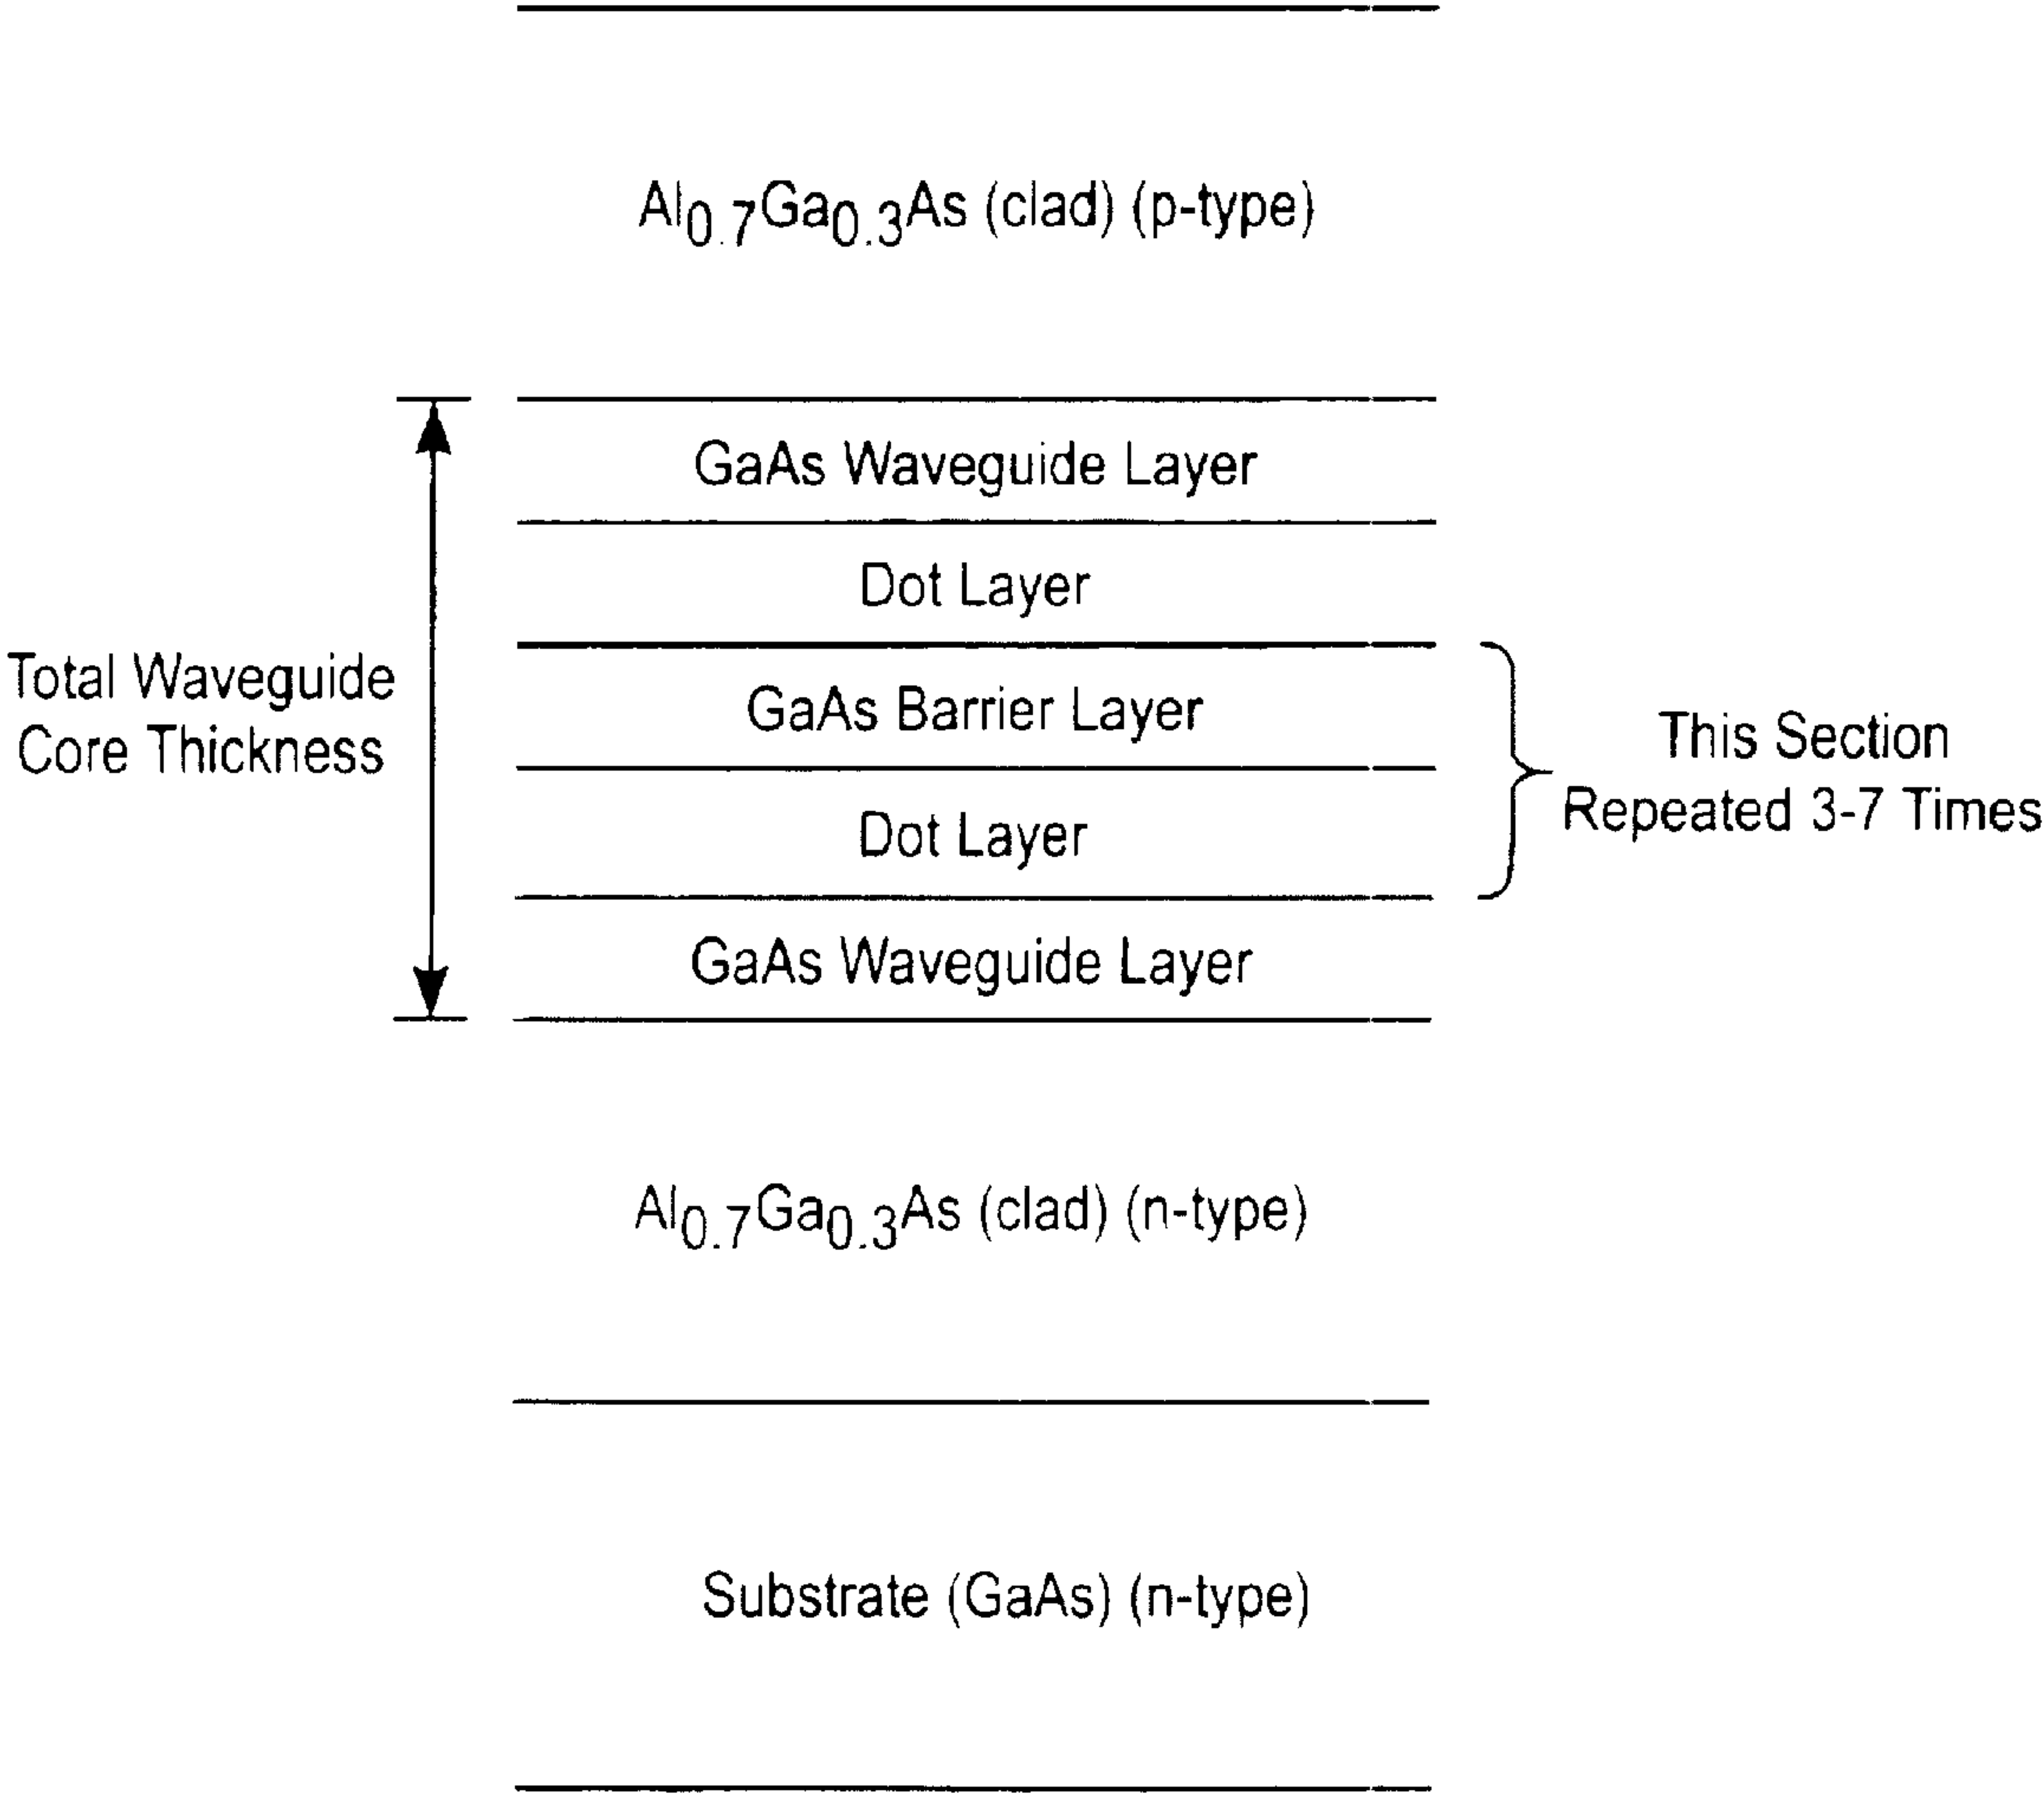 Al0.7Ga0.3As (clad) (p-type)
GaAs Waveguide Layer
Dot Layer
Total Waveguide
Core Thickness
GaAs Barrier Layer
This Section
Repeated 3-7 Times
Dot Layer
GaAs Waveguide Layer
Al0.7Ga0.3As (clad) (n-type)
Substrate (GaAs) (n-type)